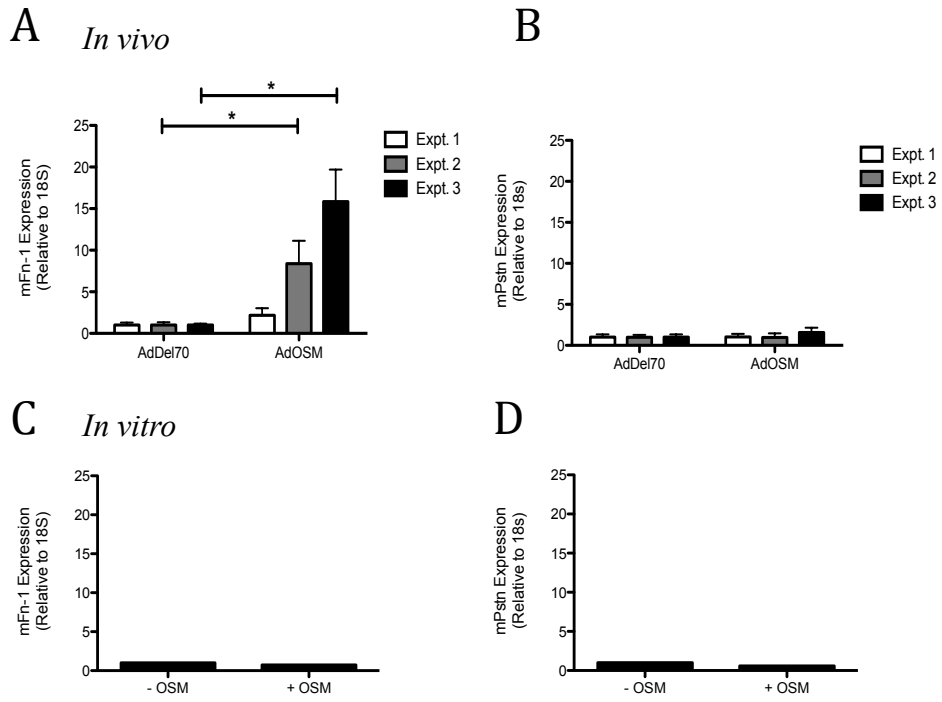 A In vivo
* 
*
mFn-1 Expression
(Relative to 18S)
25
20
15
10
5
0
AdDel70 AdOSM
Expt. 1
Expt. 2
Expt. 3
B
mPstn Expression
(Relative to 18s)
25
20
15
10
5
0
AdDel70 AdOSM
Expt. 1
Expt. 2
Expt. 3
C In vitro
mFn-1 Expression
(Relative to 18S)
25
20
15
10
5
0
- OSM + OSM
D
mPstn Expression
(Relative to 18s)
25
20
15
10
5
0
- OSM + OSM